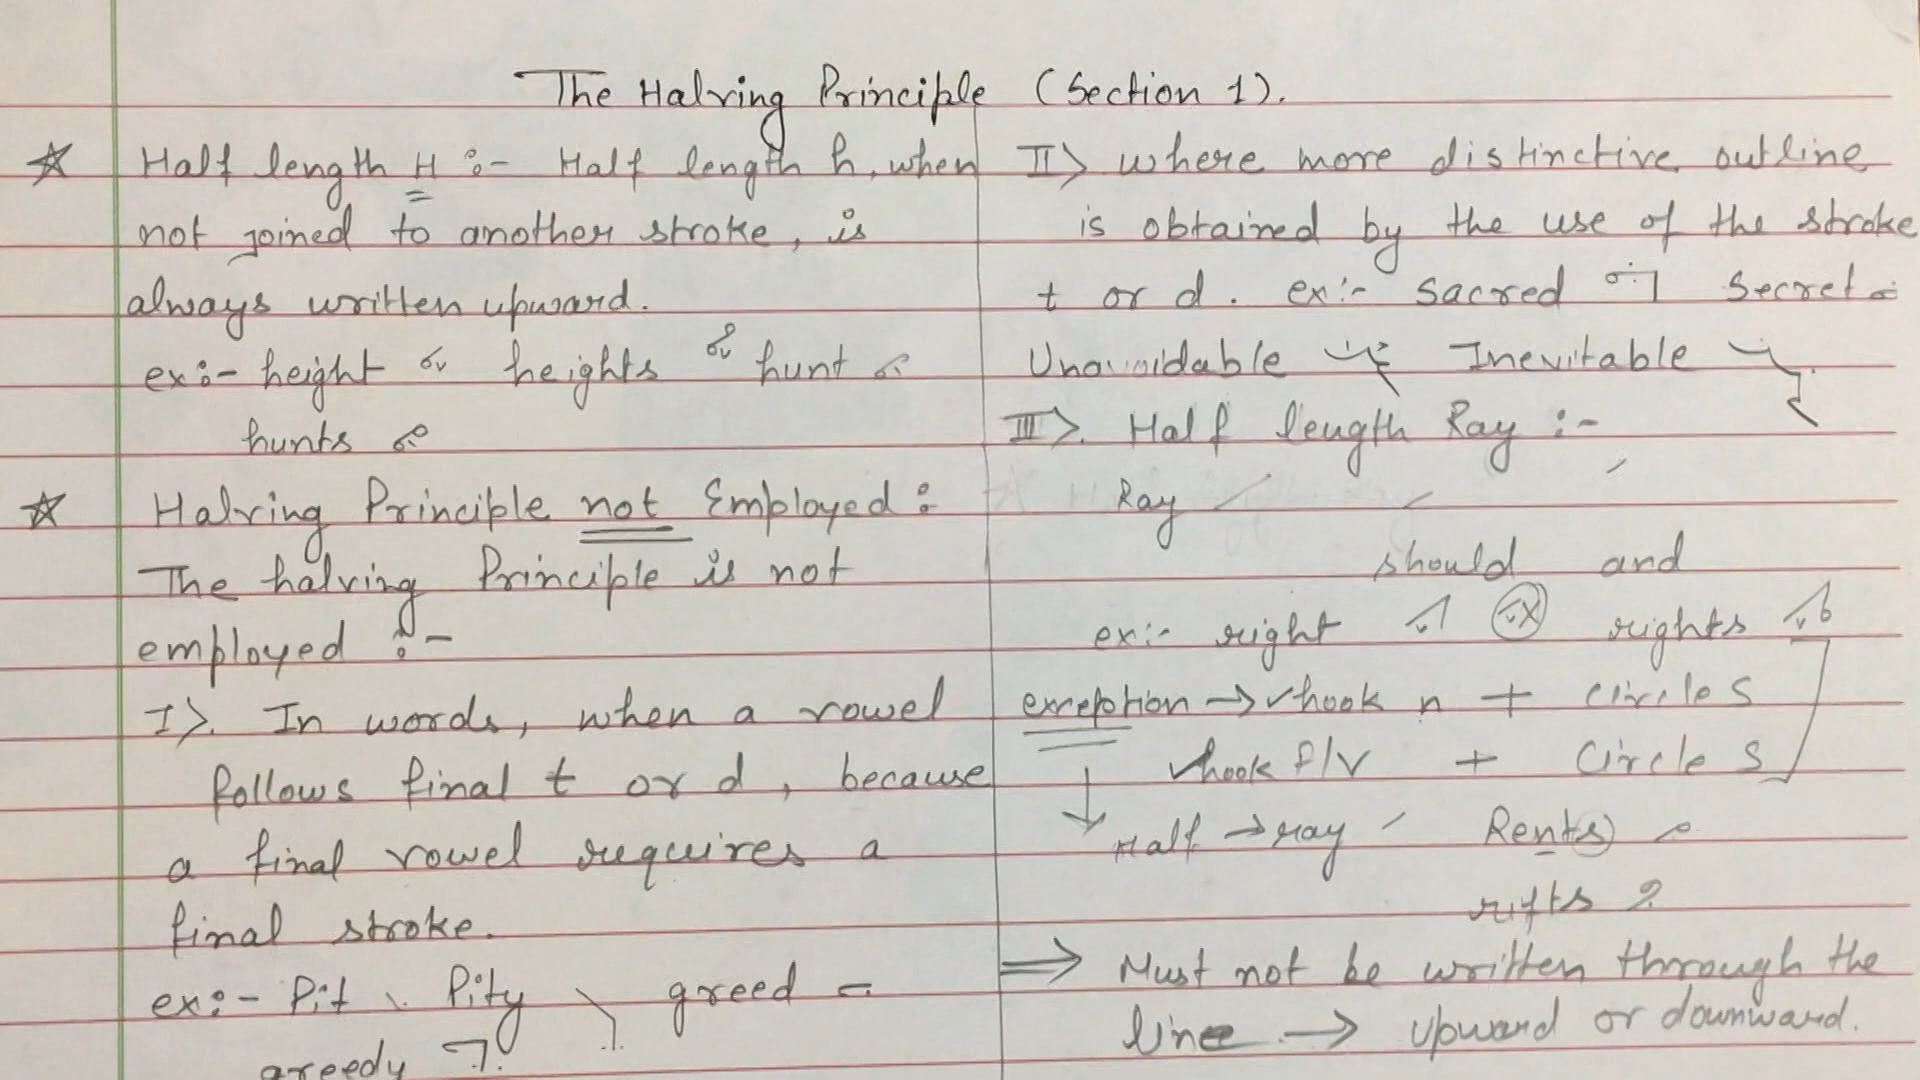 The Halving Principle (Section 1).
☆ Half length H :- Half length h, when
not joined to another stroke, is
always written upward.
ex:- height heights hunt
hunts
☆ Halving Principle not Employed :
The halving Principle is not
employed :-
I>. In words, when a vowel
follows final t or d, because
a final vowel requires a
final stroke.
ex:- Pit Pity greed
greedy
II> where more distinctive outline
is obtained by the use of the stroke
t or d. ex:- sacred Secret
Unavoidable Inevitable
III>. Half length Ray :-
Ray
should and
ex:- right rights
exception → hook n + circle S
hook f/v + Circle S
↓ Half → ray Rents
rifts
⇒ Must not be written through the
line → upward or downward.